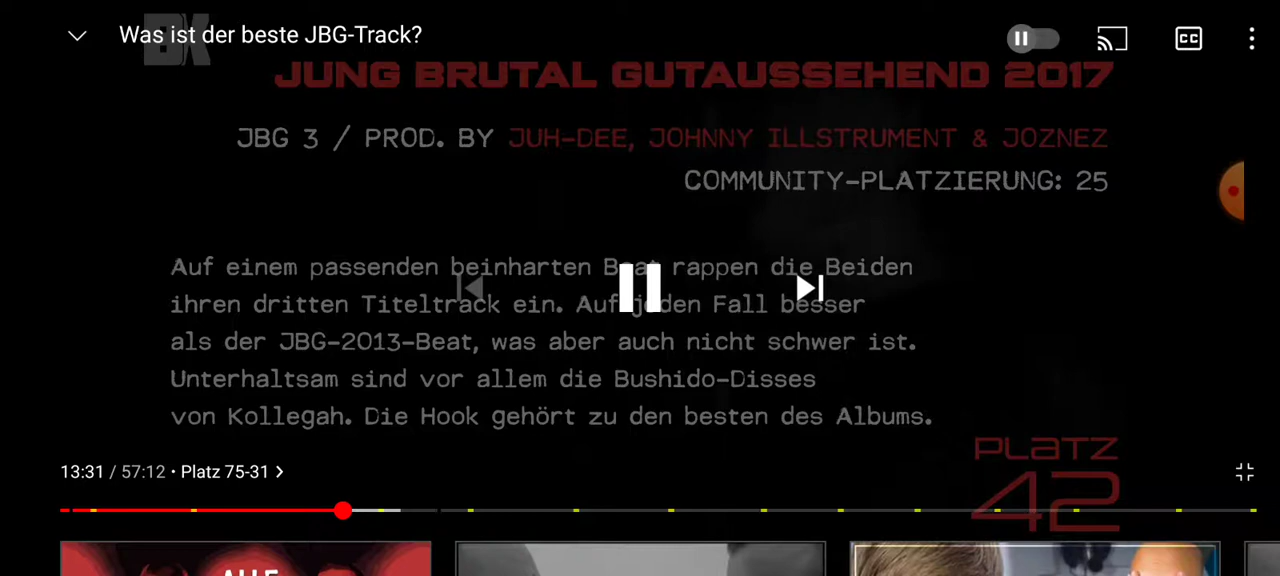 Was ist der beste JBG-Track?
BK
CC
JUNG BRUTAL GUTAUSSEHEND 2017
JBG 3 / PROD. BY JUH-DEE, JOHNNY ILLSTRUMENT & JOZNEZ
COMMUNITY-PLATZIERUNG: 25
Auf einem passenden beinharten Beat rappen die Beiden
ihren dritten Titeltrack ein. Auf jeden Fall besser
als der JBG-2013-Beat, was aber auch nicht schwer ist.
Unterhaltsam sind vor allem die Bushido-Disses
von Kollegah. Die Hook gehört zu den besten des Albums.
PLATZ
42
13:31 / 57:12 • Platz 75-31
ALLE